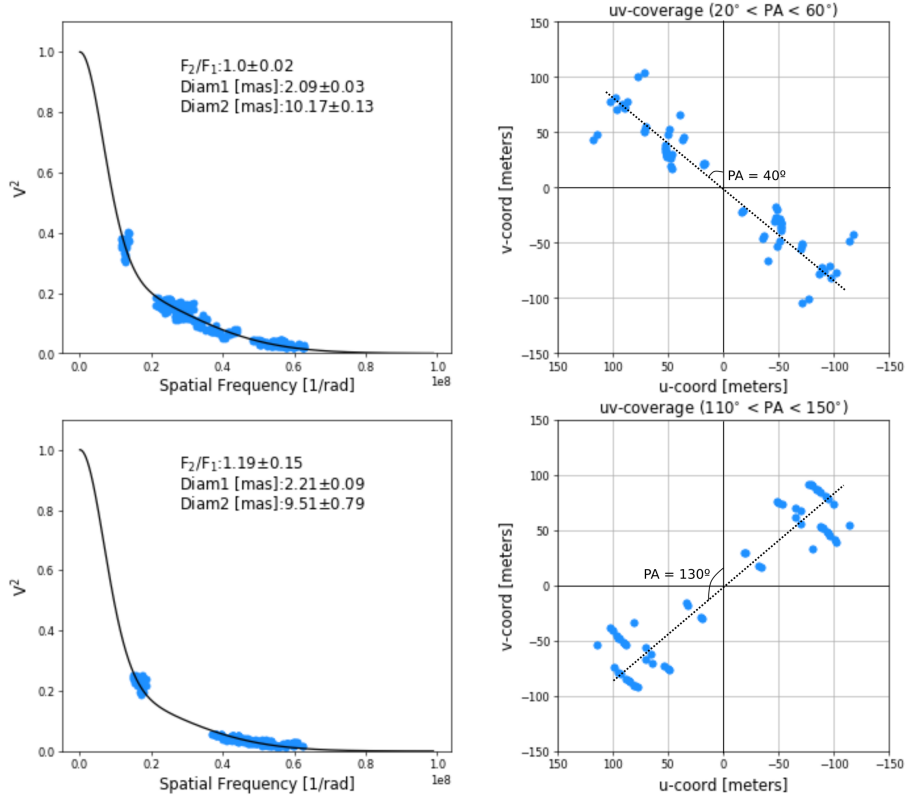 uv-coverage (20° < PA < 60°)
F₂/F₁:1.0±0.02
Diam1 [mas]:2.09±0.03
Diam2 [mas]:10.17±0.13
V²
1.0
0.8
0.6
0.4
0.2
0.0
0.0 0.2 0.4 0.6 0.8 1.0
1e8
Spatial Frequency [1/rad]
v-coord [meters]
150
100
50
0
−50
−100
−150
PA = 40º
150 100 50 0 −50 −100 −150
u-coord [meters]
uv-coverage (110° < PA < 150°)
F₂/F₁:1.19±0.15
Diam1 [mas]:2.21±0.09
Diam2 [mas]:9.51±0.79
V²
1.0
0.8
0.6
0.4
0.2
0.0
0.0 0.2 0.4 0.6 0.8 1.0
1e8
Spatial Frequency [1/rad]
v-coord [meters]
150
100
50
0
−50
−100
−150
PA = 130º
150 100 50 0 −50 −100 −150
u-coord [meters]